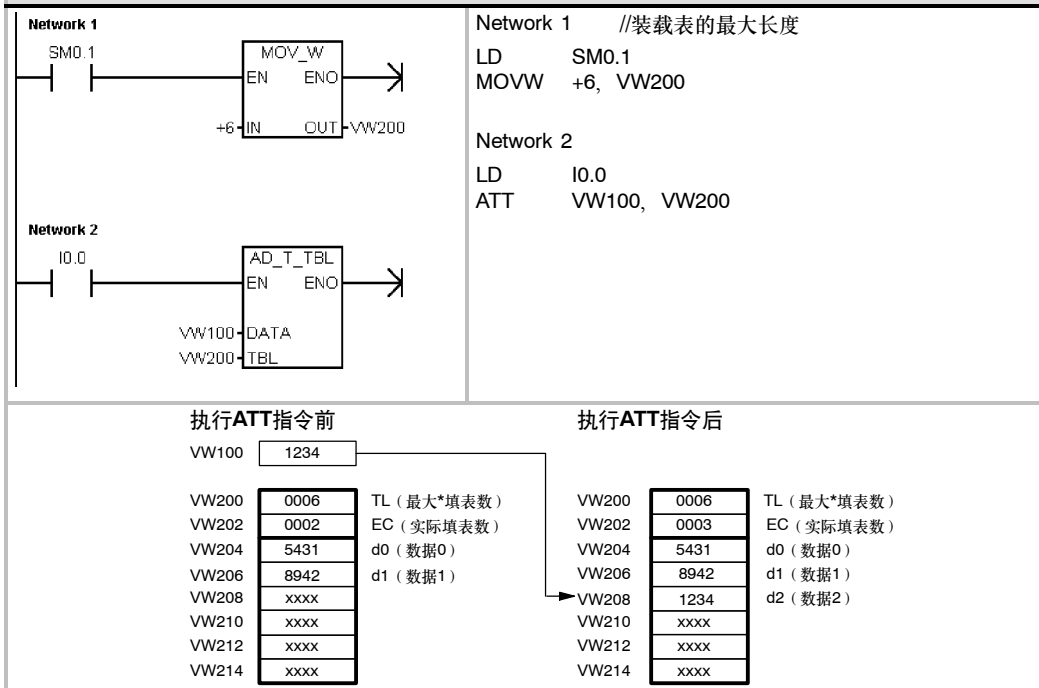 Network 1
SM0.1
MOV_W
EN ENO
+6 IN OUT VW200
Network 2
I0.0
AD_T_TBL
EN ENO
VW100 DATA
VW200 TBL
Network 1 //装载表的最大长度
LD SM0.1
MOVW +6, VW200
Network 2
LD I0.0
ATT VW100, VW200
执行ATT指令前
VW100 1234
VW200 0006 TL（最大*填表数）
VW202 0002 EC（实际填表数）
VW204 5431 d0（数据0）
VW206 8942 d1（数据1）
VW208 xxxx
VW210 xxxx
VW212 xxxx
VW214 xxxx
执行ATT指令后
VW200 0006 TL（最大*填表数）
VW202 0003 EC（实际填表数）
VW204 5431 d0（数据0）
VW206 8942 d1（数据1）
VW208 1234 d2（数据2）
VW210 xxxx
VW212 xxxx
VW214 xxxx